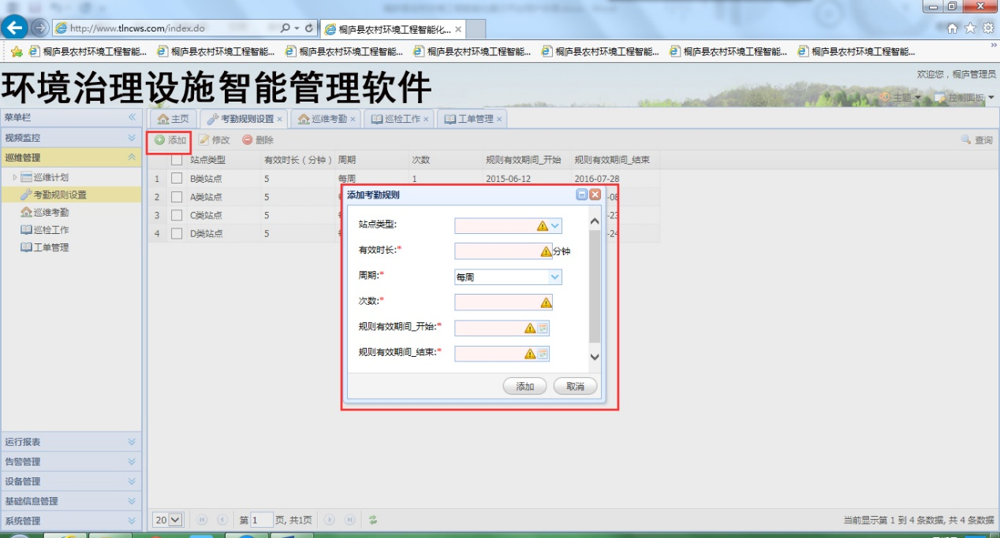 http://www.tlncws.com/index.do
桐庐县农村环境工程智能化...
桐庐县农村环境工程智能... 桐庐县农村环境工程智能... 桐庐县农村环境工程智能... 桐庐县农村环境工程智能... 桐庐县农村环境工程智能... 桐庐县农村环境工程智能... 桐庐县农村环境工程智能...
环境治理设施智能管理软件
欢迎您，桐庐管理员
主题 控制面板
菜单栏
主页 考勤规则设置 巡维考勤 巡检工作 工单管理
视频监控
添加 修改 删除 查询
巡维管理
站点类型 有效时长（分钟） 周期 次数 规则有效期间_开始 规则有效期间_结束
巡维计划
考勤规则设置
巡维考勤
巡检工作
工单管理
1 B类站点 5 每周 1 2015-06-12 2016-07-28
2 A类站点 5
3 C类站点 5
4 D类站点 5
添加考勤规则
站点类型:
有效时长:* 分钟
周期:* 每周
次数:*
规则有效期间_开始:*
规则有效期间_结束:*
添加 取消
运行报表
告警管理
设备管理
基础信息管理
系统管理
20 第 1 页, 共1页
当前显示第 1 到 4 条数据, 共 4 条数据